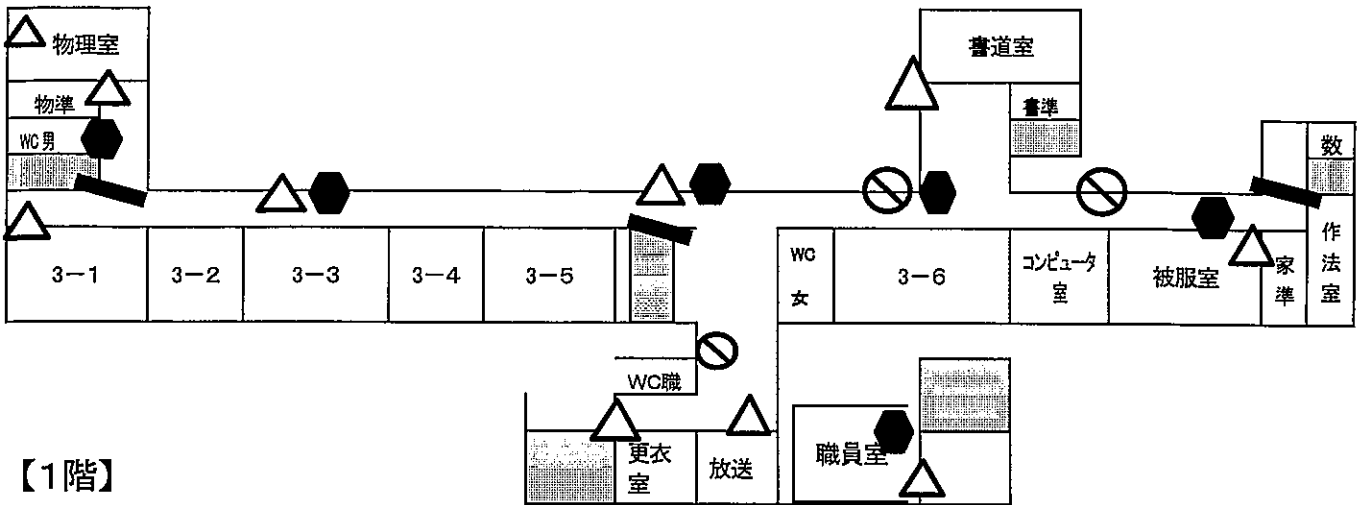 物理室
書道室
物準
書準
WC男
数
3-1
3-2
3-3
3-4
3-5
WC
女
3-6
コンピュータ
室
被服室
家
準
作
法
室
WC職
更衣
室
放送
職員室
【1階】